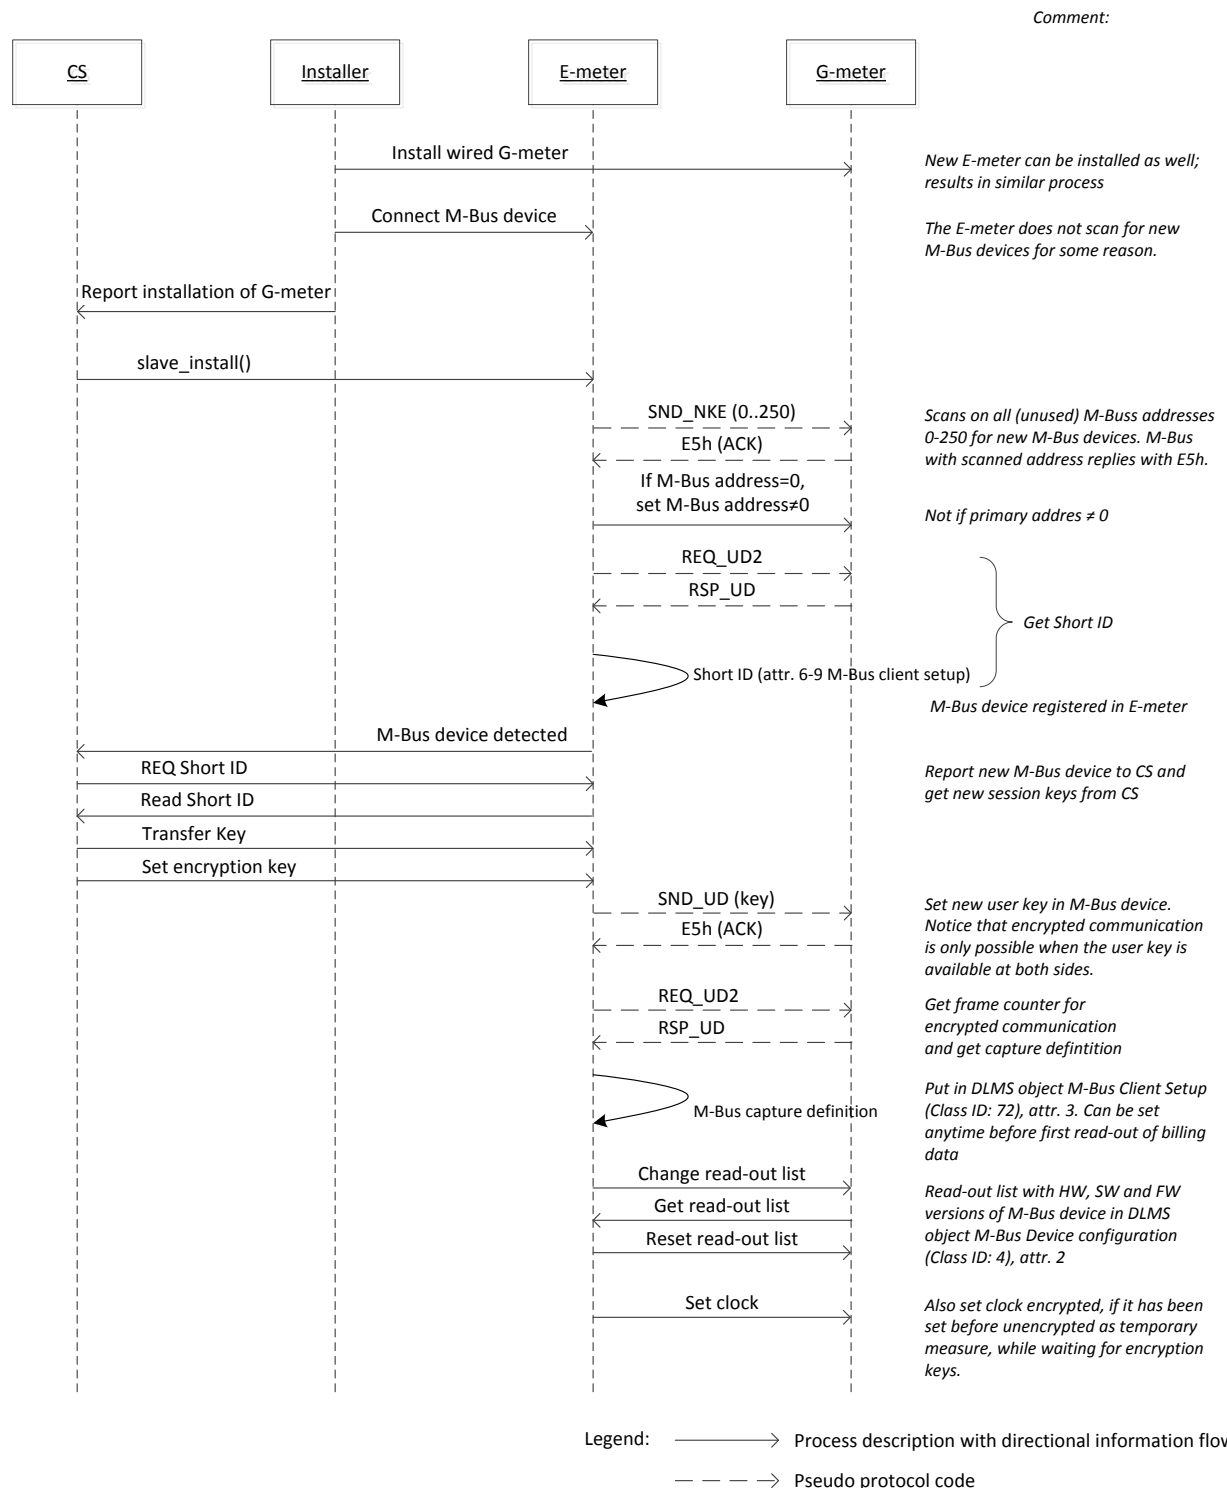 Comment:
CS
Installer
E-meter
G-meter
Install wired G-meter
New E-meter can be installed as well;
results in similar process
Connect M-Bus device
The E-meter does not scan for new
M-Bus devices for some reason.
Report installation of G-meter
slave_install()
SND_NKE (0..250)
E5h (ACK)
Scans on all (unused) M-Buss addresses
0-250 for new M-Bus devices. M-Bus
with scanned address replies with E5h.
If M-Bus address=0,
set M-Bus address≠0
Not if primary addres ≠ 0
REQ_UD2
RSP_UD
Get Short ID
Short ID (attr. 6-9 M-Bus client setup)
M-Bus device registered in E-meter
M-Bus device detected
REQ Short ID
Read Short ID
Report new M-Bus device to CS and
get new session keys from CS
Transfer Key
Set encryption key
SND_UD (key)
E5h (ACK)
Set new user key in M-Bus device.
Notice that encrypted communication
is only possible when the user key is
available at both sides.
REQ_UD2
RSP_UD
Get frame counter for
encrypted communication
and get capture defintition
M-Bus capture definition
Put in DLMS object M-Bus Client Setup
(Class ID: 72), attr. 3. Can be set
anytime before first read-out of billing
data
Change read-out list
Get read-out list
Reset read-out list
Read-out list with HW, SW and FW
versions of M-Bus device in DLMS
object M-Bus Device configuration
(Class ID: 4), attr. 2
Set clock
Also set clock encrypted, if it has been
set before unencrypted as temporary
measure, while waiting for encryption
keys.
Legend:
Process description with directional information flow
Pseudo protocol code